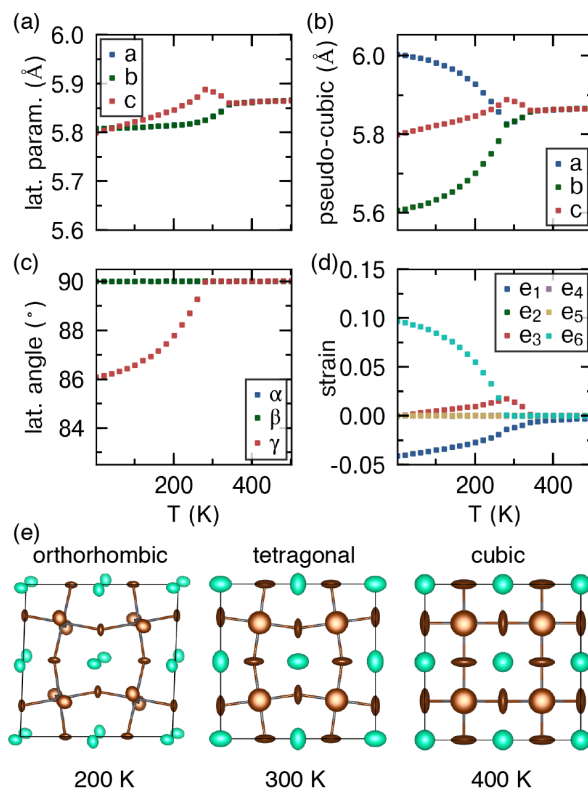 (a)
6.0
5.9
5.8
5.7
5.6
lat. param. (Å)
a
b
c
(b)
6.0
5.8
5.6
pseudo-cubic (Å)
a
b
c
(c)
90
88
86
84
lat. angle (°)
α
β
γ
200 400
T (K)
(d)
0.15
0.10
0.05
0.00
-0.05
strain
e₁ e₄
e₂ e₅
e₃ e₆
200 400
T (K)
(e)
orthorhombic tetragonal cubic
200 K 300 K 400 K